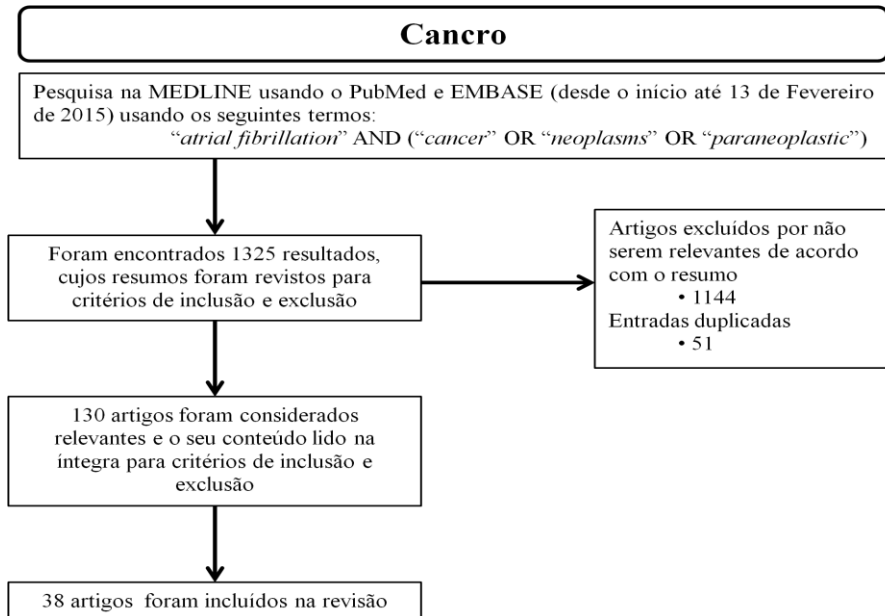 Cancro
Pesquisa na MEDLINE usando o PubMed e EMBASE (desde o início até 13 de Fevereiro
de 2015) usando os seguintes termos:
“atrial fibrillation” AND (“cancer” OR “neoplasms” OR “paraneoplastic”)
Foram encontrados 1325 resultados,
cujos resumos foram revistos para
critérios de inclusão e exclusão
Artigos excluídos por não
serem relevantes de acordo
com o resumo
• 1144
Entradas duplicadas
• 51
130 artigos foram considerados
relevantes e o seu conteúdo lido na
íntegra para critérios de inclusão e
exclusão
38 artigos foram incluídos na revisão